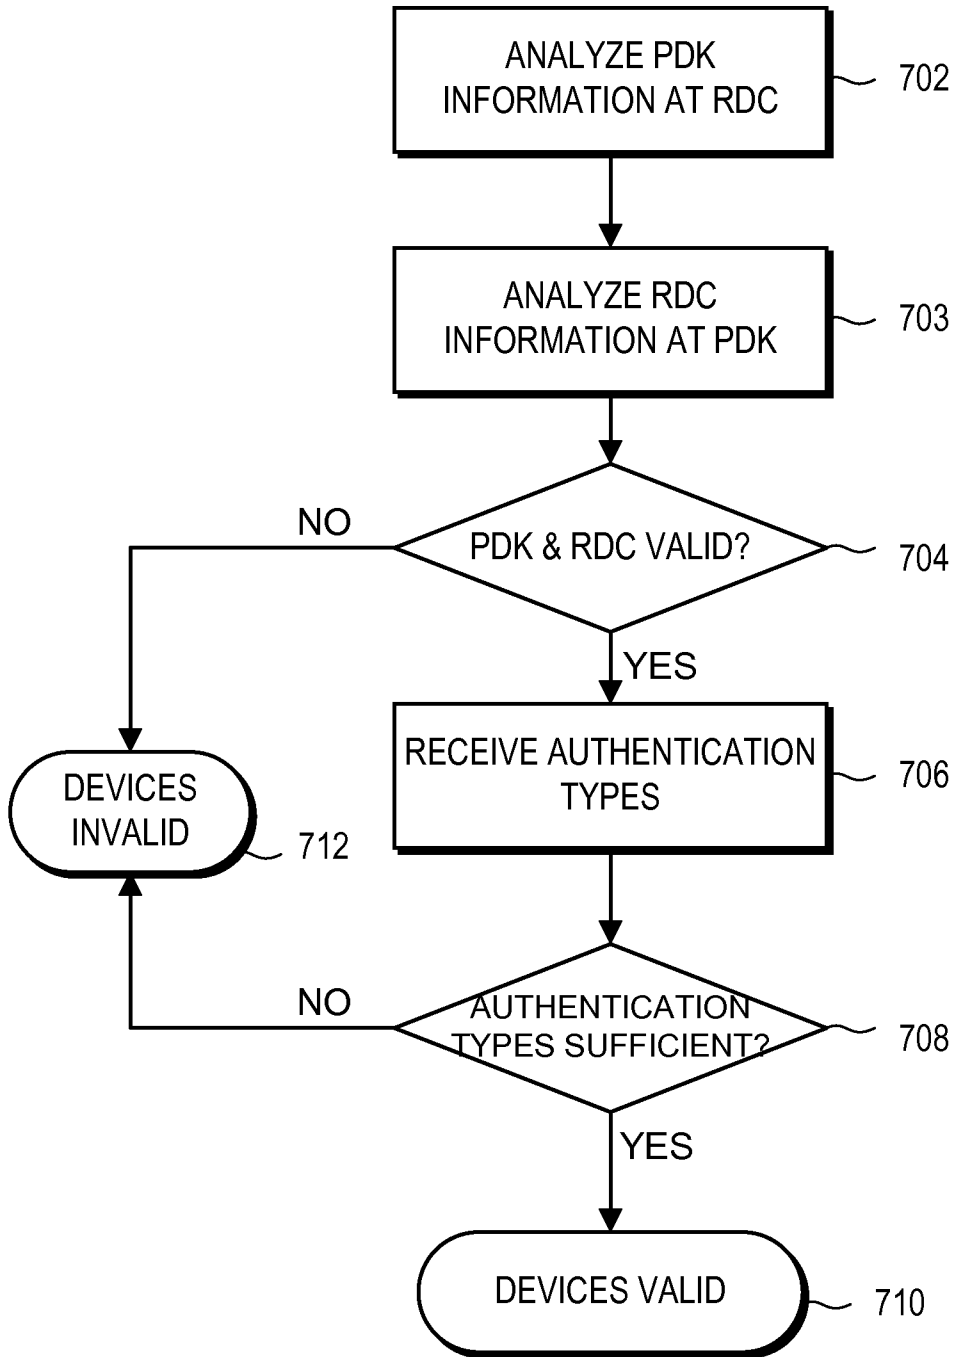 ANALYZE PDK
INFORMATION AT RDC
702
ANALYZE RDC
INFORMATION AT PDK
703
NO
PDK & RDC VALID?
704
YES
RECEIVE AUTHENTICATION
TYPES
706
DEVICES
INVALID
712
NO
AUTHENTICATION
TYPES SUFFICIENT?
708
YES
DEVICES VALID
710